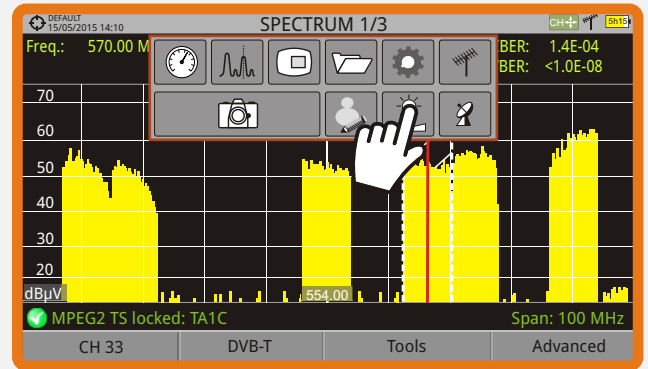 DEFAULT
15/05/2015 14:10
SPECTRUM 1/3
CH
5h15
Freq.: 570.00 M
BER: 1.4E-04
BER: <1.0E-08
70
60
50
40
30
20
dBµV
554.00
MPEG2 TS locked: TA1C
Span: 100 MHz
CH 33
DVB-T
Tools
Advanced